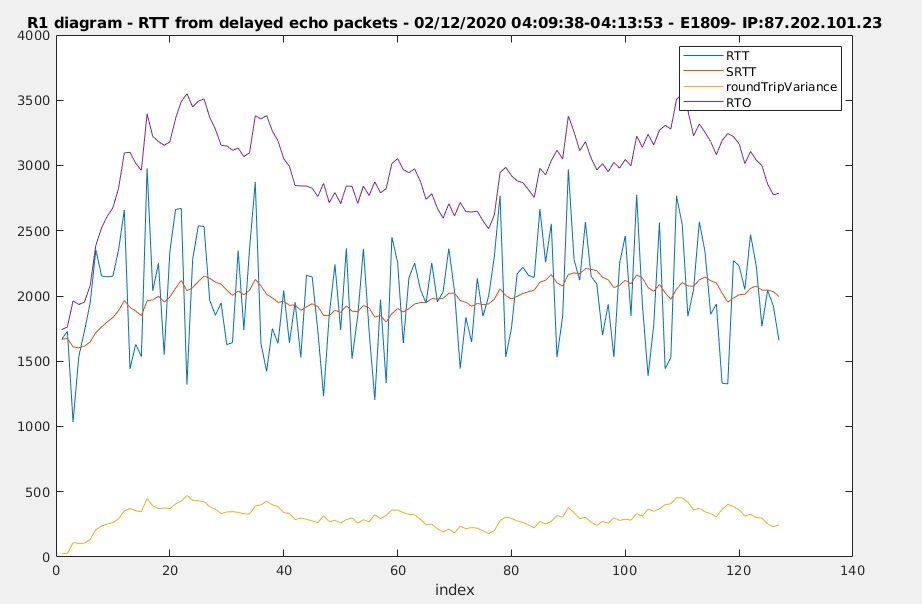 R1 diagram - RTT from delayed echo packets - 02/12/2020 04:09:38-04:13:53 - E1809- IP:87.202.101.23
4000
3500
3000
2500
2000
1500
1000
500
0
RTT
SRTT
roundTripVariance
RTO
0 20 40 60 80 100 120 140
index